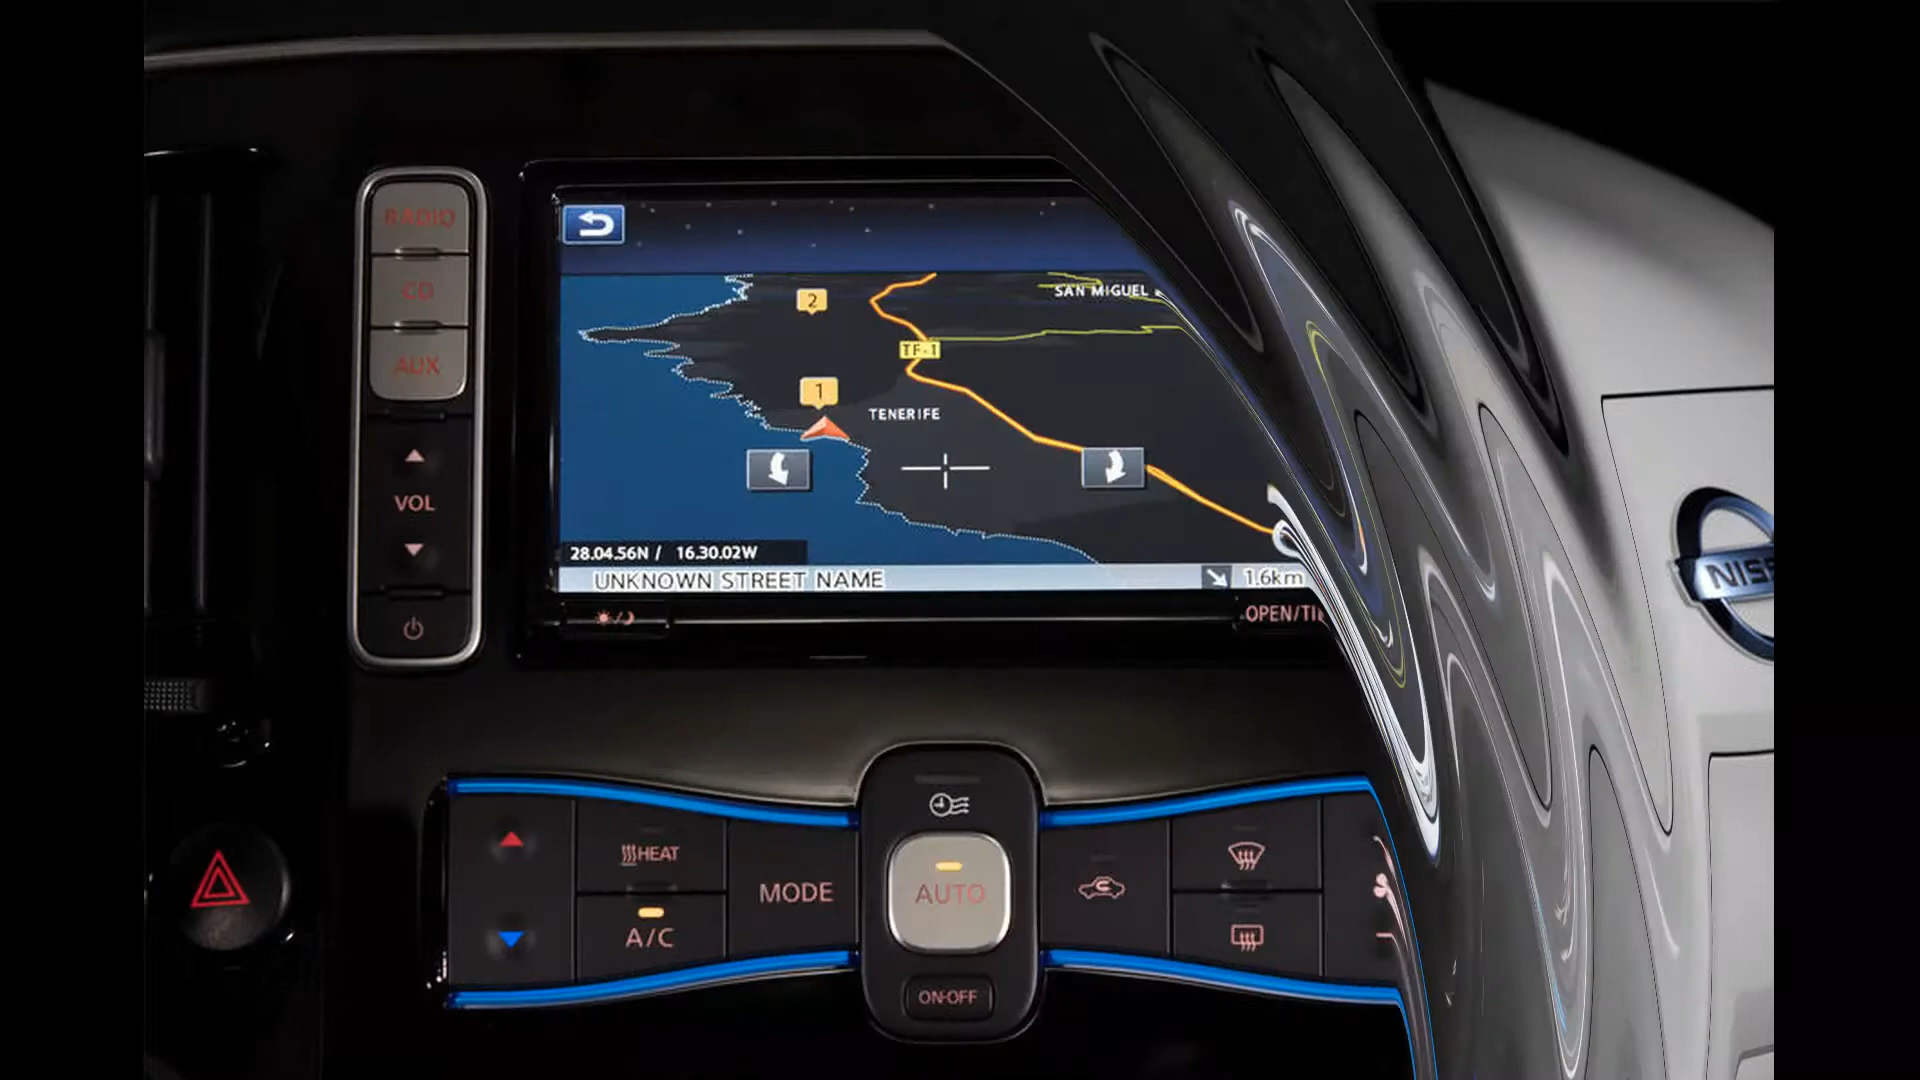 RADIO
CD
AUX
VOL
2
SAN MIGUEL
TF-1
1
TENERIFE
28.04.56N / 16.30.02W
UNKNOWN STREET NAME
1.6km
OPEN/TI
HEAT
A/C
MODE
AUTO
ON·OFF
NIS